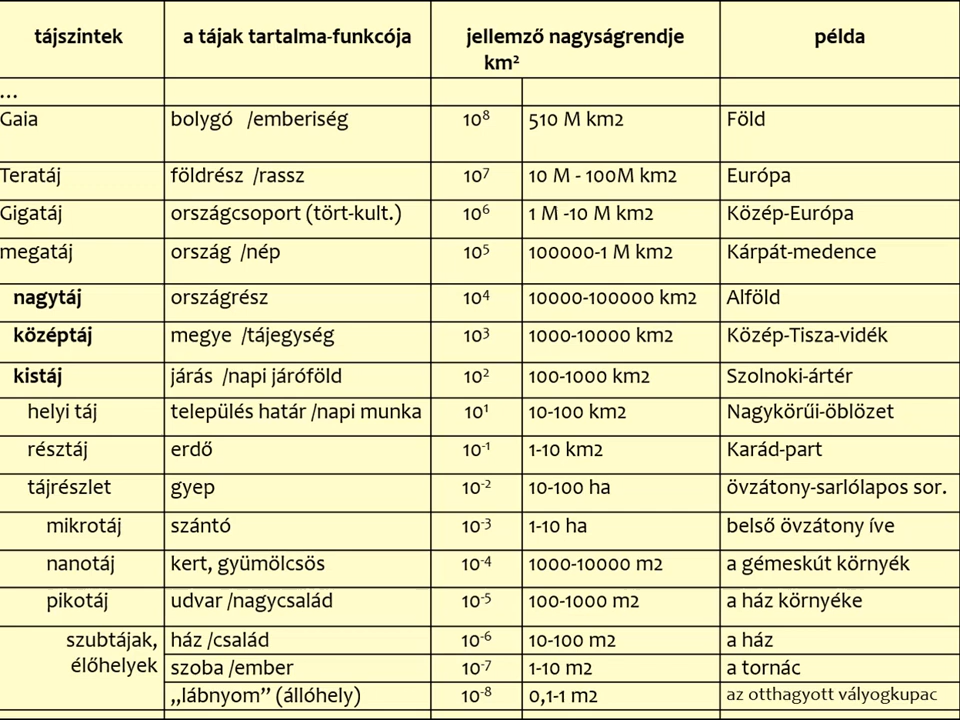 tájszintek a tájak tartalma-funkcója jellemző nagyságrendje km² példa
...
Gaia bolygó /emberiség 10⁸ 510 M km2 Föld
Teratáj földrész /rassz 10⁷ 10 M - 100M km2 Európa
Gigatáj országcsoport (tört-kult.) 10⁶ 1 M -10 M km2 Közép-Európa
megatáj ország /nép 10⁵ 100000-1 M km2 Kárpát-medence
nagytáj országrész 10⁴ 10000-100000 km2 Alföld
középtáj megye /tájegység 10³ 1000-10000 km2 Közép-Tisza-vidék
kistáj járás /napi járóföld 10² 100-1000 km2 Szolnoki-ártér
helyi táj település határ /napi munka 10¹ 10-100 km2 Nagykörűi-öblözet
résztáj erdő 10⁻¹ 1-10 km2 Karád-part
tájrészlet gyep 10⁻² 10-100 ha övzátony-sarlólapos sor.
mikrotáj szántó 10⁻³ 1-10 ha belső övzátony íve
nanotáj kert, gyümölcsös 10⁻⁴ 1000-10000 m2 a gémeskút környék
pikotáj udvar /nagycsalád 10⁻⁵ 100-1000 m2 a ház környéke
szubtájak, ház /család 10⁻⁶ 10-100 m2 a ház
élőhelyek szoba /ember 10⁻⁷ 1-10 m2 a tornác
„lábnyom” (állóhely) 10⁻⁸ 0,1-1 m2 az otthagyott vályogkupac